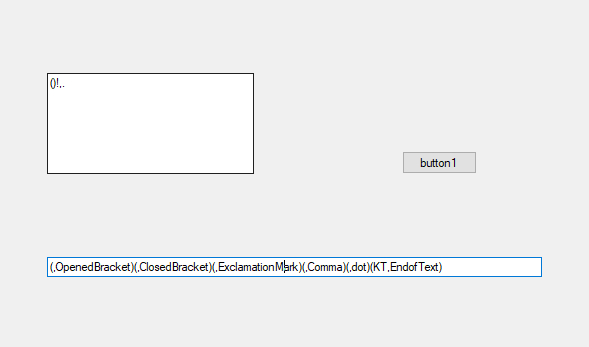 ()!,.
button1
(,OpenedBracket)(,ClosedBracket)(,ExclamationMark)(,Comma)(,dot)(KT,EndofText)